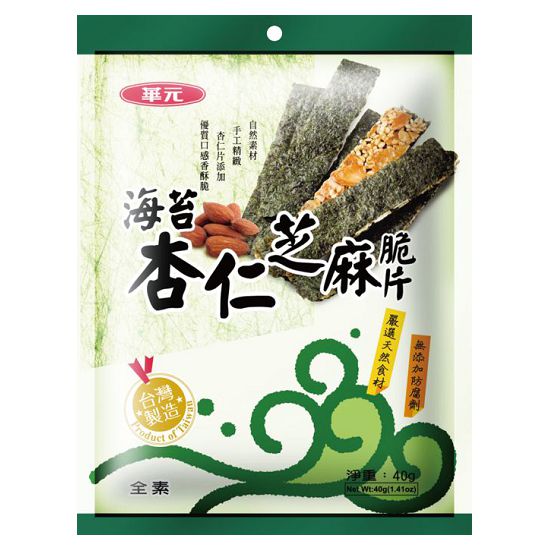 華元
自然素材
手工精緻
杏仁片添加
優質口感香酥脆
海苔
杏仁芝麻脆片
嚴選天然食材
無添加防腐劑
台灣
製造
Product of Taiwan
全素
淨重：40g
Net Wt:40g(1.41oz)